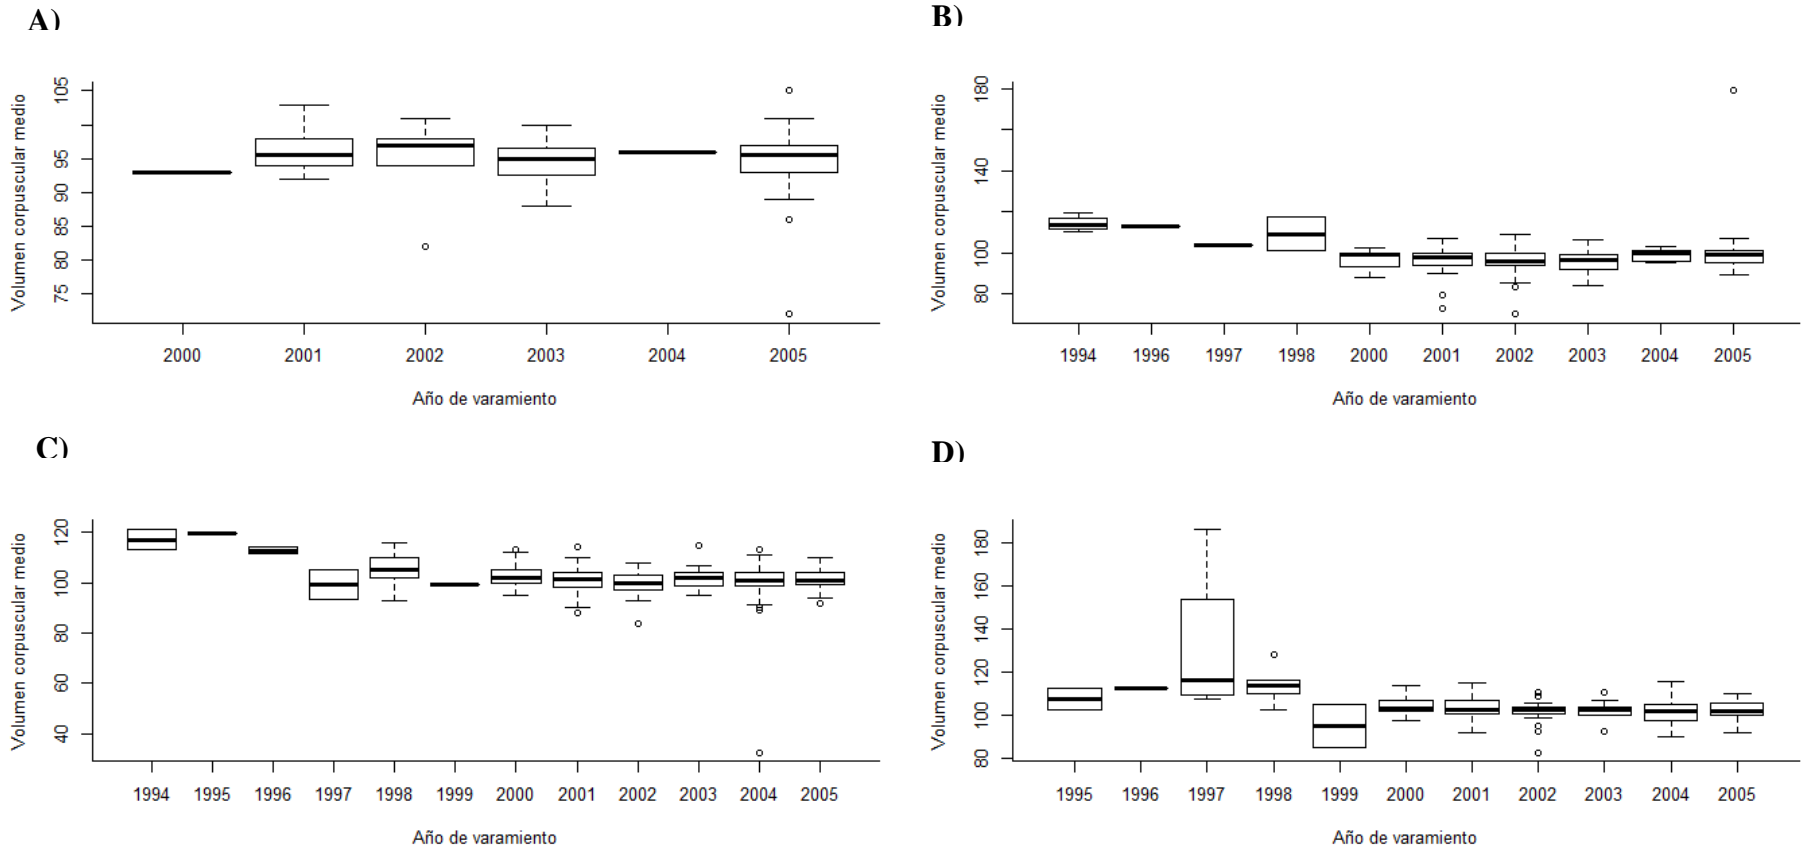 A)
Volumen corpuscular medio
105
95
90
85
80
75
2000 2001 2002 2003 2004 2005
Año de varamiento
B)
Volumen corpuscular medio
180
140
100
80
1994 1996 1997 1998 2000 2001 2002 2003 2004 2005
Año de varamiento
C)
Volumen corpuscular medio
120
100
80
60
40
1994 1995 1996 1997 1998 1999 2000 2001 2002 2003 2004 2005
Año de varamiento
D)
Volumen corpuscular medio
180
160
140
120
100
80
1995 1996 1997 1998 1999 2000 2001 2002 2003 2004 2005
Año de varamiento